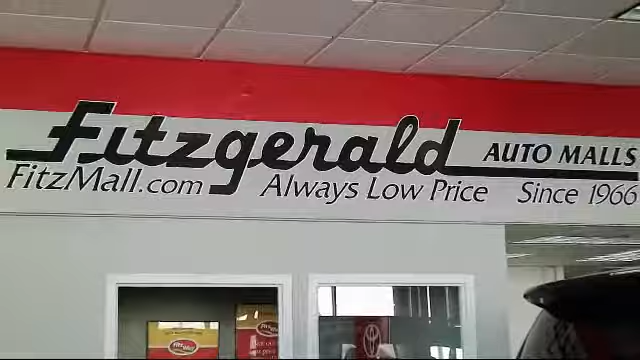 Fitzgerald AUTO MALLS
FitzMall.com Always Low Price Since 1966